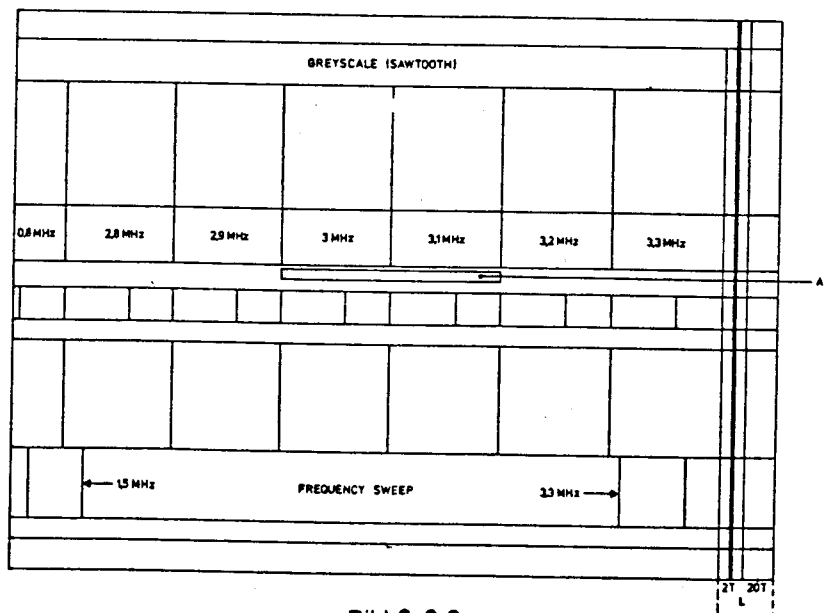 GREYSCALE (SAWTOOTH)
0,8 MHz 2,8 MHz 2,9 MHz 3 MHz 3,1 MHz 3,2 MHz 3,3 MHz
A
1,5 MHz FREQUENCY SWEEP 3,3 MHz
2T 20T
L